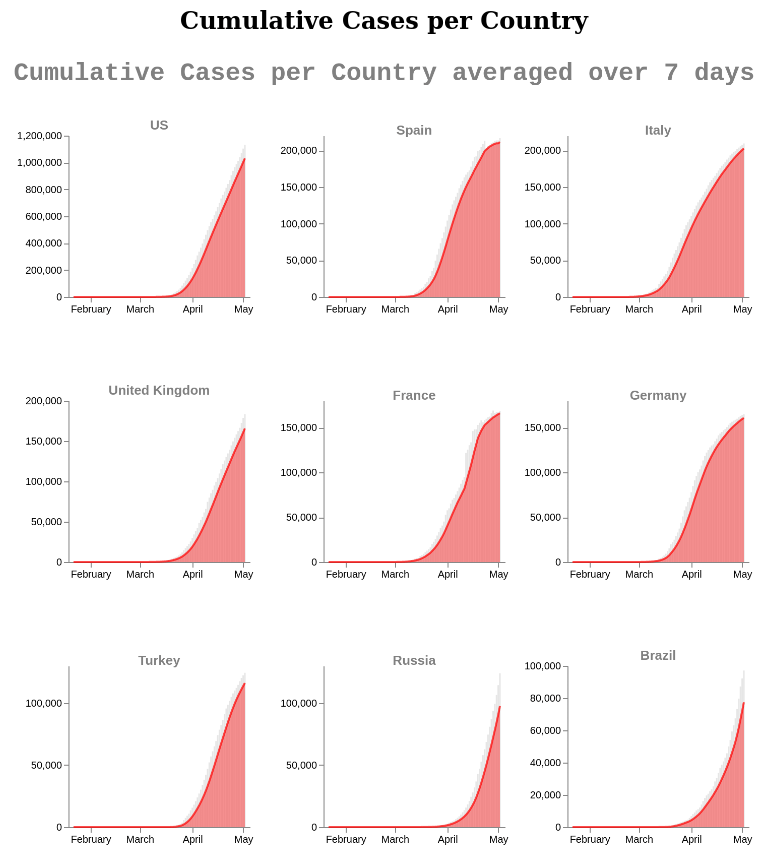 Cumulative Cases per Country
Cumulative Cases per Country averaged over 7 days
US
1,200,000
1,000,000
800,000
600,000
400,000
200,000
0
February March April May
Spain
200,000
150,000
100,000
50,000
0
February March April May
Italy
200,000
150,000
100,000
50,000
0
February March April May
United Kingdom
200,000
150,000
100,000
50,000
0
February March April May
France
150,000
100,000
50,000
0
February March April May
Germany
150,000
100,000
50,000
0
February March April May
Turkey
100,000
50,000
0
February March April May
Russia
100,000
50,000
0
February March April May
Brazil
100,000
80,000
60,000
40,000
20,000
0
February March April May